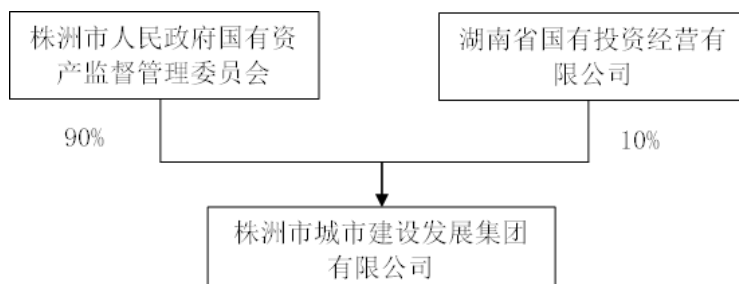 株洲市人民政府国有资
产监督管理委员会
湖南省国有投资经营有
限公司
90%
10%
株洲市城市建设发展集团
有限公司